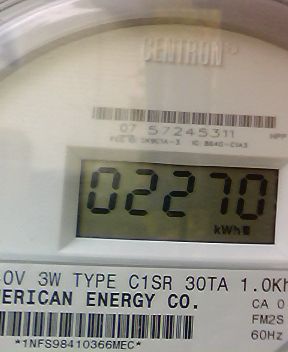 CENTRON
07 57245311
02270
kWh
0V 3W TYPE C1SR 30TA 1.0Kh
ERICAN ENERGY CO.
CA 0
FM2S
60Hz
*1NFS98410366MEC*